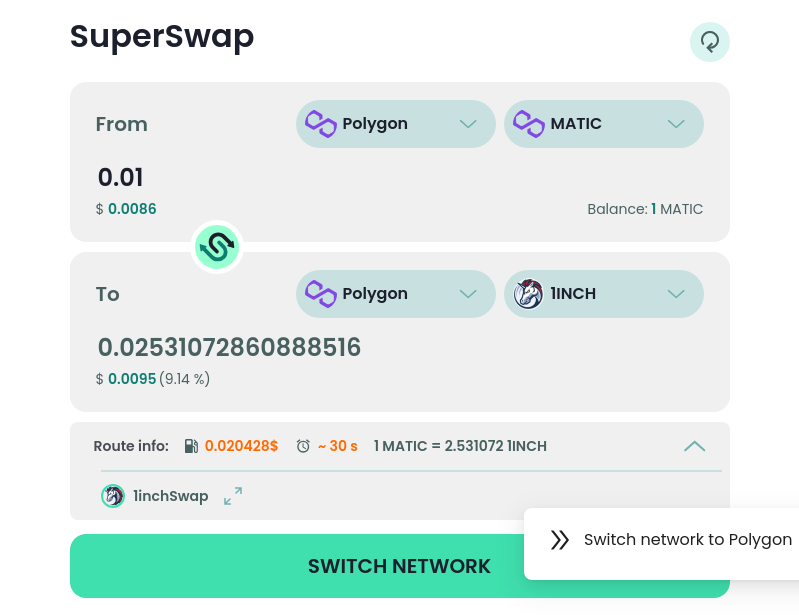 SuperSwap
From
Polygon
MATIC
0.01
$ 0.0086
Balance: 1 MATIC
To
Polygon
1INCH
0.02531072860888516
$ 0.0095 (9.14 %)
Route info: 0.020428$ ~ 30 s 1 MATIC = 2.531072 1INCH
1inchSwap
Switch network to Polygon
SWITCH NETWORK